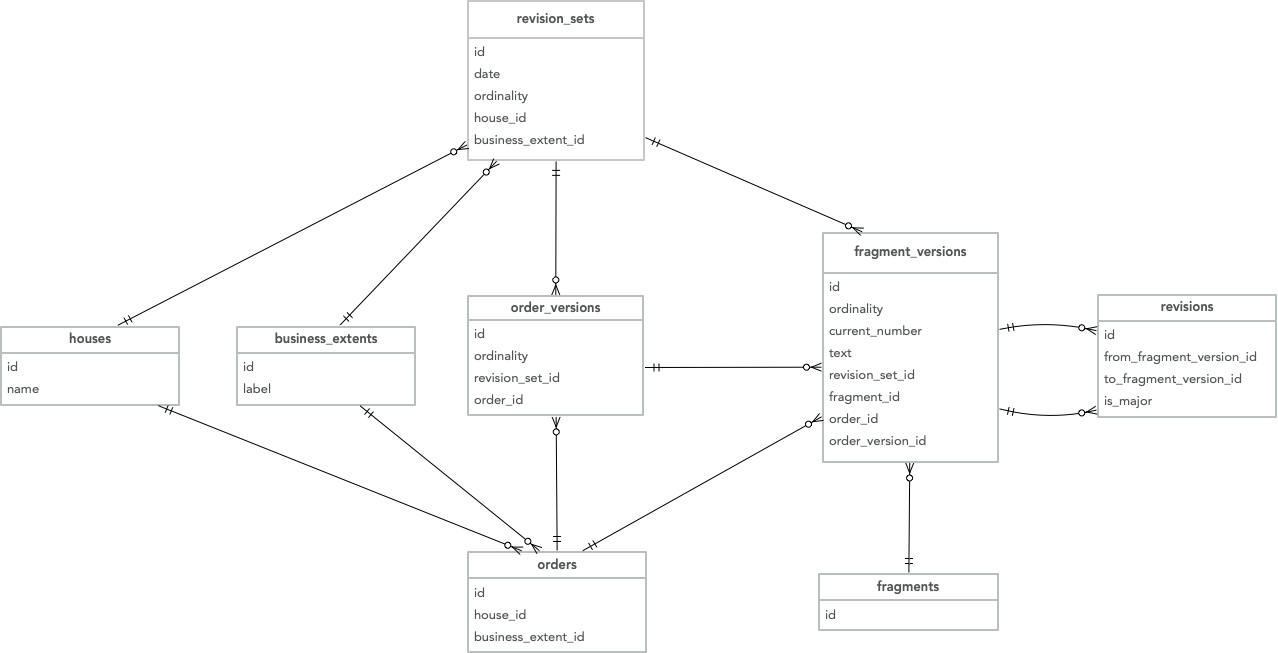 revision_sets
id
date
ordinality
house_id
business_extent_id
houses
id
name
business_extents
id
label
order_versions
id
ordinality
revision_set_id
order_id
fragment_versions
id
ordinality
current_number
text
revision_set_id
fragment_id
order_id
order_version_id
revisions
id
from_fragment_version_id
to_fragment_version_id
is_major
orders
id
house_id
business_extent_id
fragments
id